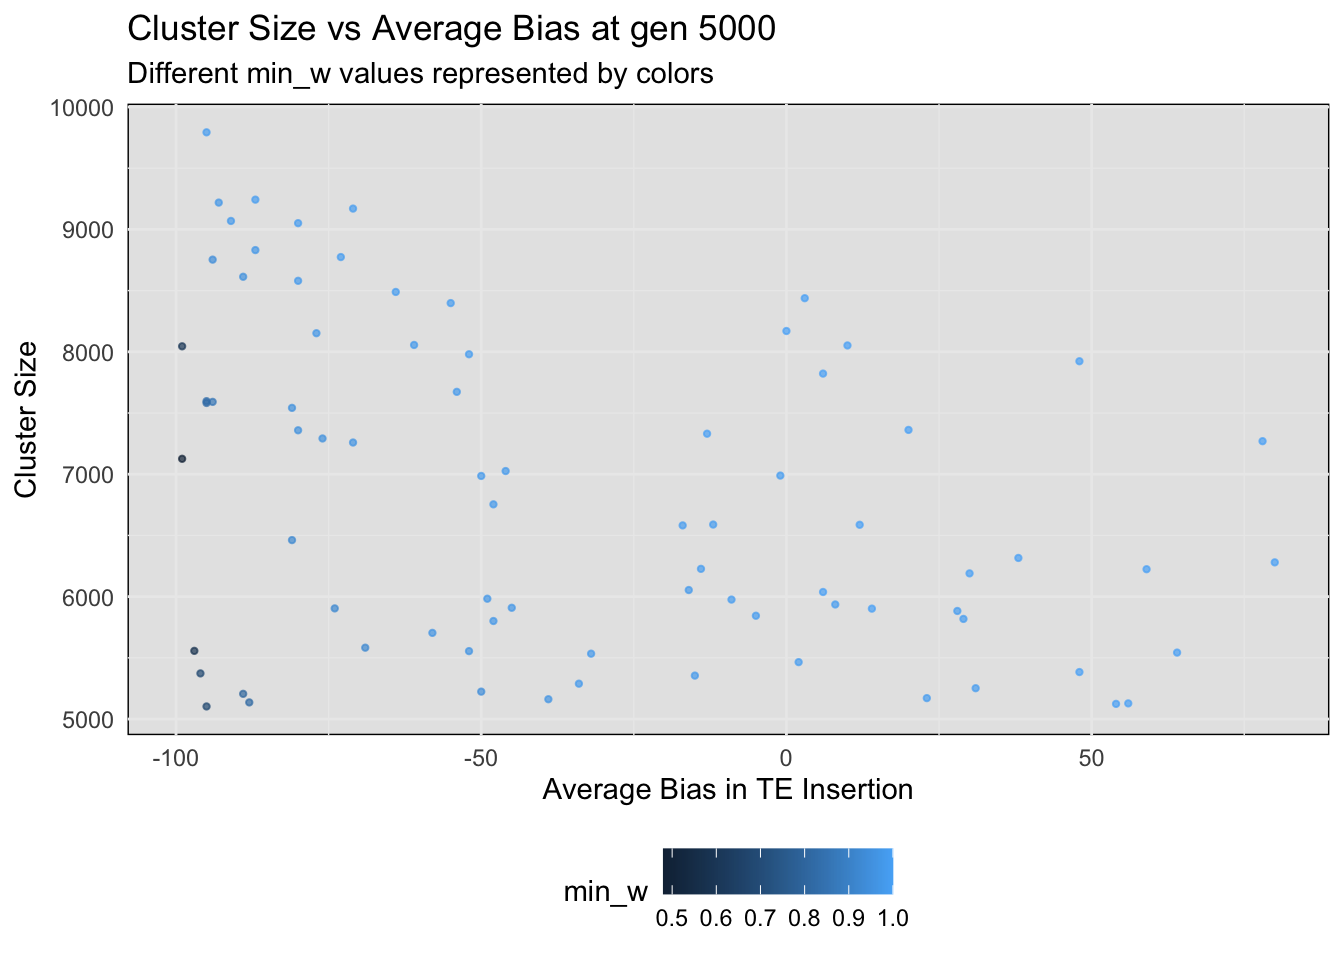 Cluster Size vs Average Bias at gen 5000
Different min_w values represented by colors
10000
9000
8000
7000
6000
5000
Cluster Size
-100 -50 0 50
Average Bias in TE Insertion
min_w
0.5 0.6 0.7 0.8 0.9 1.0